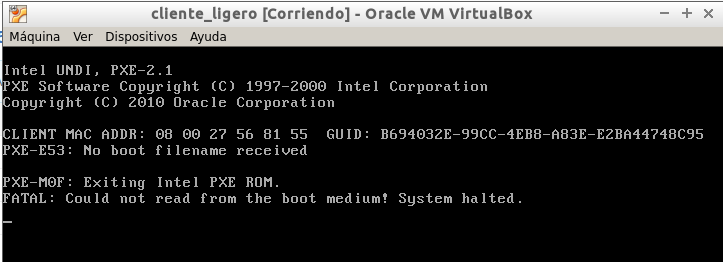 cliente_ligero [Corriendo] - Oracle VM VirtualBox
Máquina Ver Dispositivos Ayuda
Intel UNDI, PXE-2.1
PXE Software Copyright (C) 1997-2000 Intel Corporation
Copyright (C) 2010 Oracle Corporation
CLIENT MAC ADDR: 08 00 27 56 81 55 GUID: B694032E-99CC-4EB8-A83E-E2BA44748C95
PXE-E53: No boot filename received
PXE-M0F: Exiting Intel PXE ROM.
FATAL: Could not read from the boot medium! System halted.